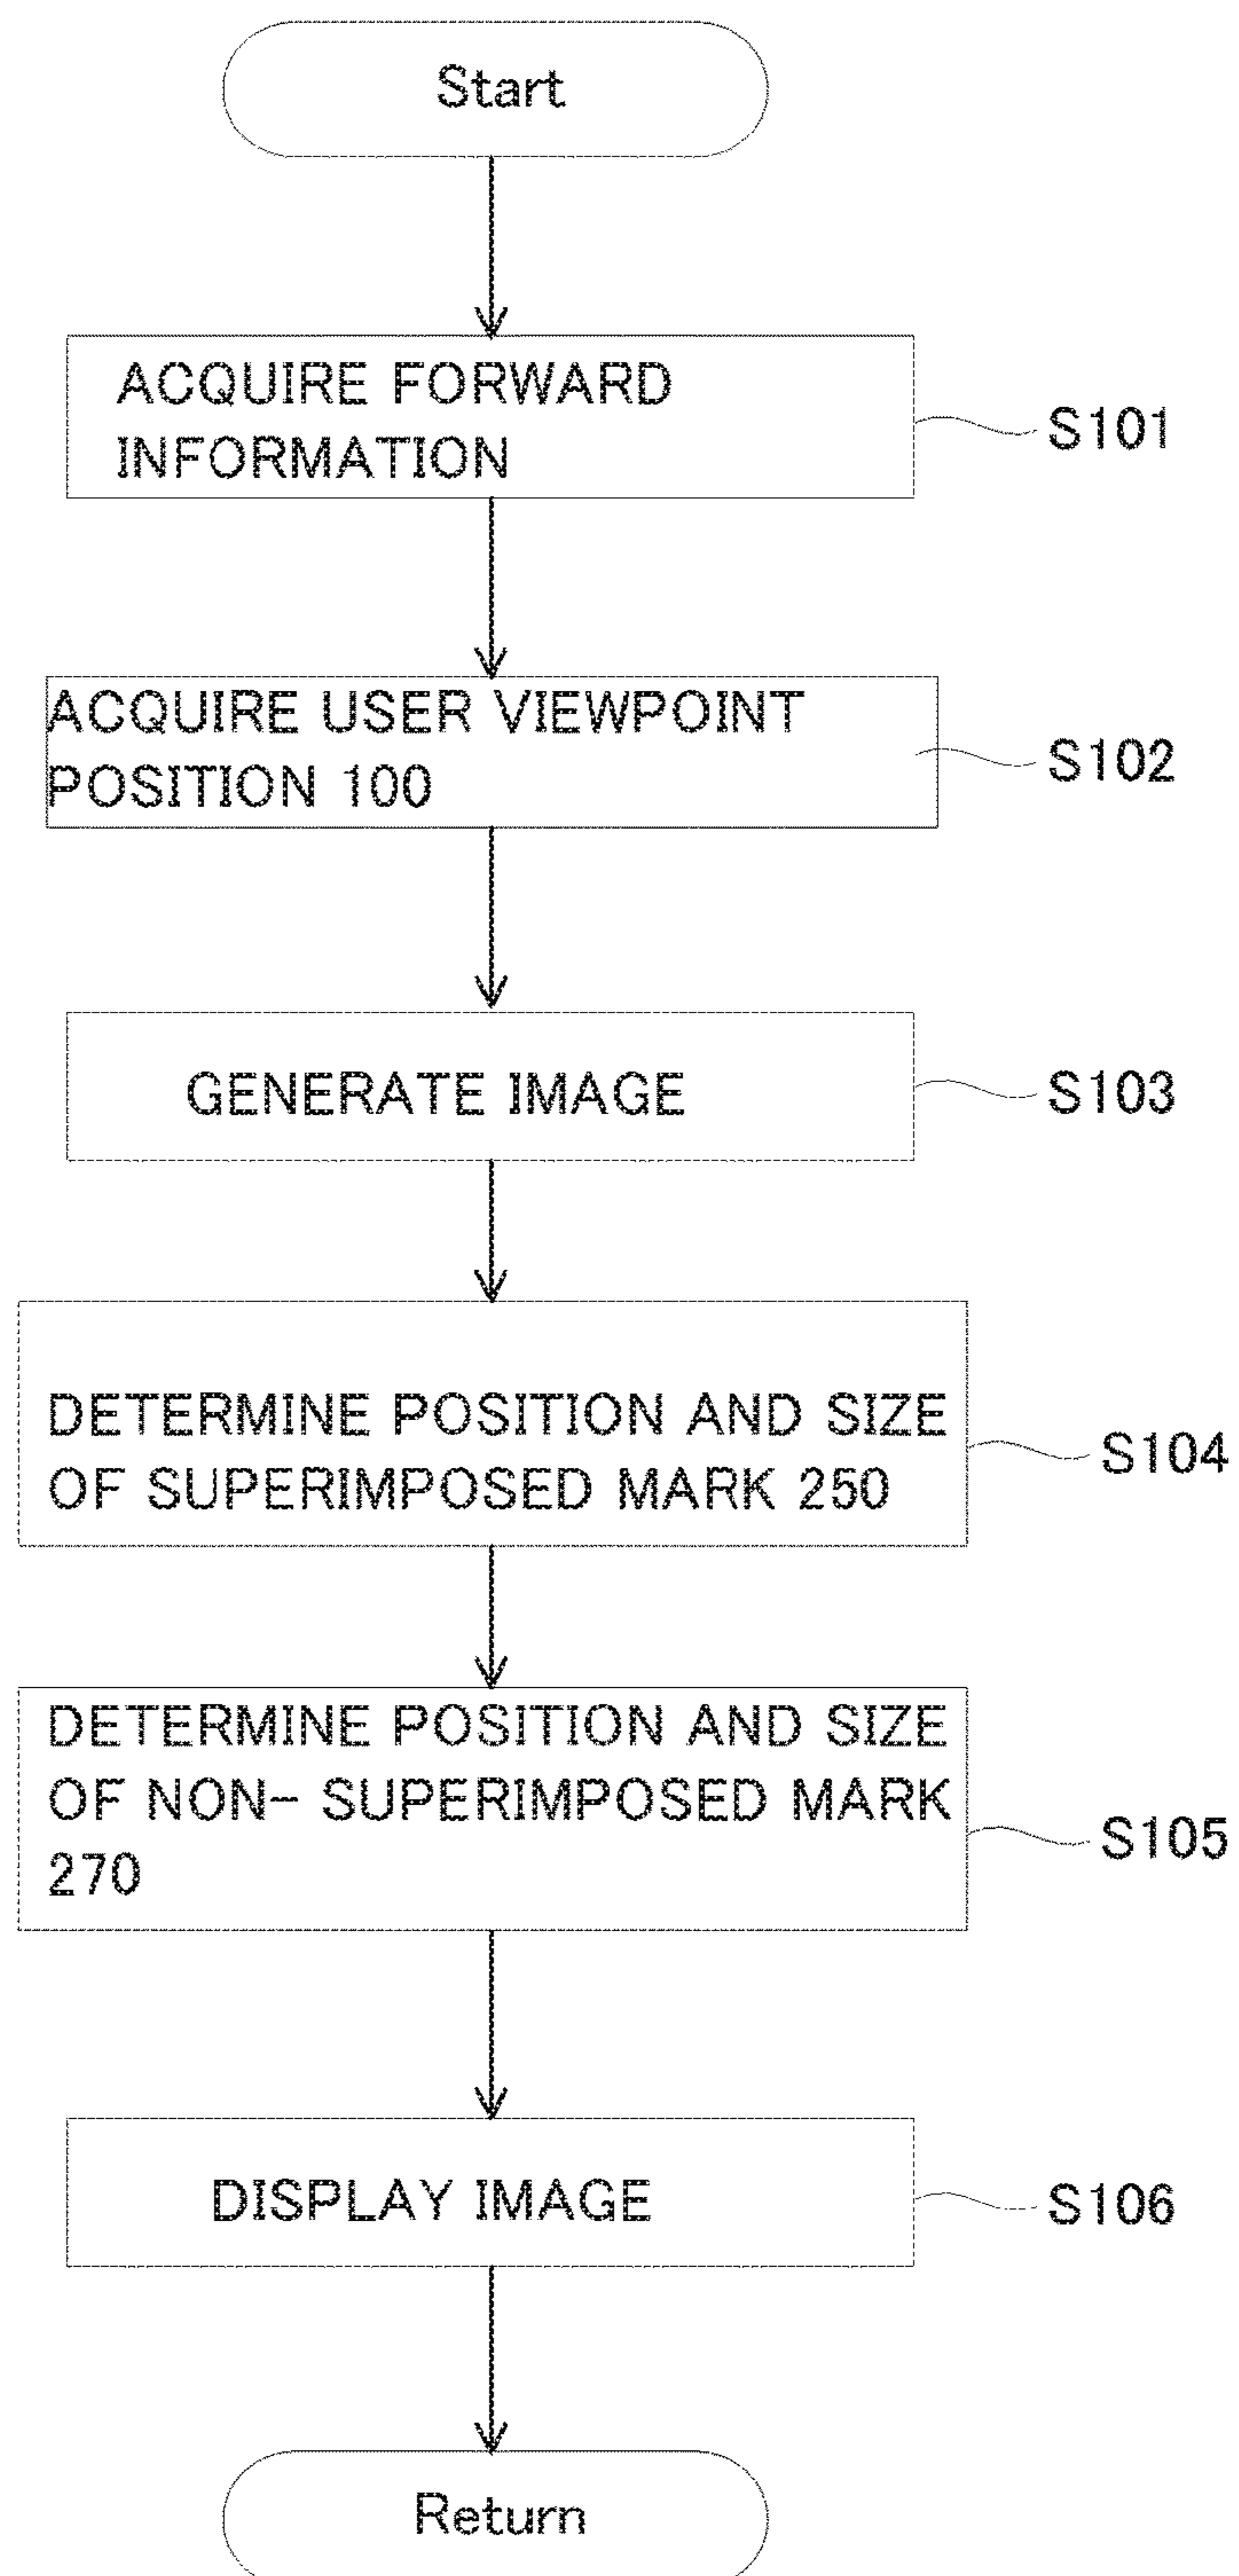 Start
ACQUIRE FORWARD
INFORMATION
S101
ACQUIRE USER VIEWPOINT
POSITION 100
S102
GENERATE IMAGE
S103
DETERMINE POSITION AND SIZE
OF SUPERIMPOSED MARK 250
S104
DETERMINE POSITION AND SIZE
OF NON- SUPERIMPOSED MARK
270
S105
DISPLAY IMAGE
S106
Return